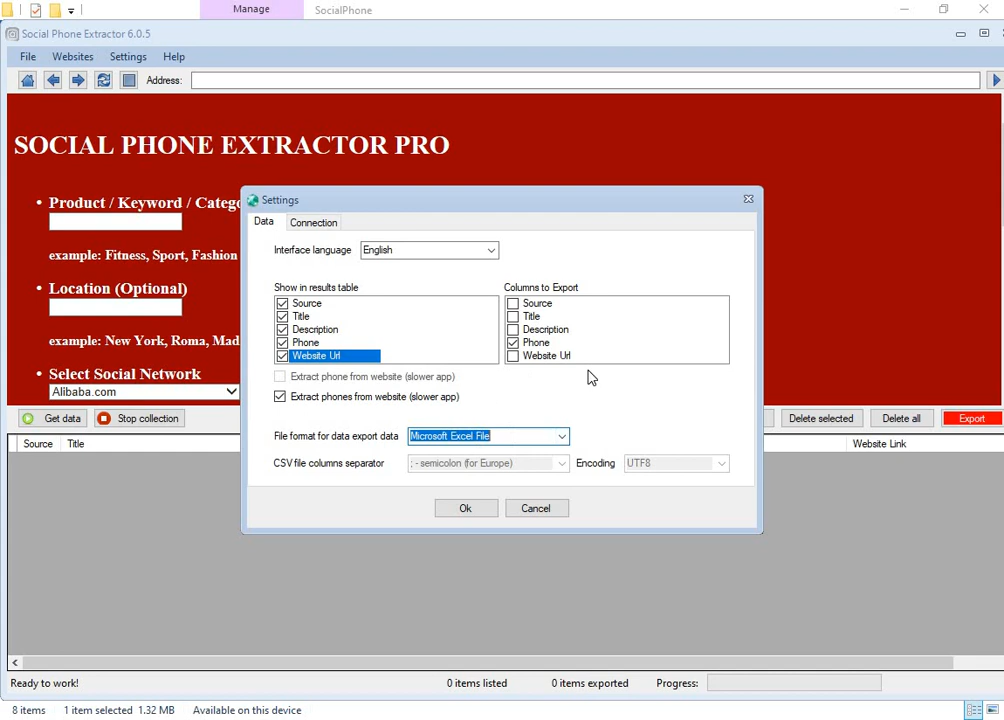 Manage SocialPhone
Social Phone Extractor 6.0.5
File Websites Settings Help
Address:
SOCIAL PHONE EXTRACTOR PRO
• Product / Keyword / Catego
example: Fitness, Sport, Fashion
• Location (Optional)
example: New York, Roma, Mad
• Select Social Network
Alibaba.com
Get data Stop collection Delete selected Delete all Export
Source Title Website Link
Settings
Data Connection
Interface language English
Show in results table Columns to Export
Source Source
Title Title
Description Description
Phone Phone
Website Url Website Url
Extract phone from website (slower app)
Extract phones from website (slower app)
File format for data export data Microsoft Excel File
CSV file columns separator ; - semicolon (for Europe) Encoding UTF8
Ok Cancel
Ready to work! 0 items listed 0 items exported Progress:
8 items 1 item selected 1.32 MB Available on this device